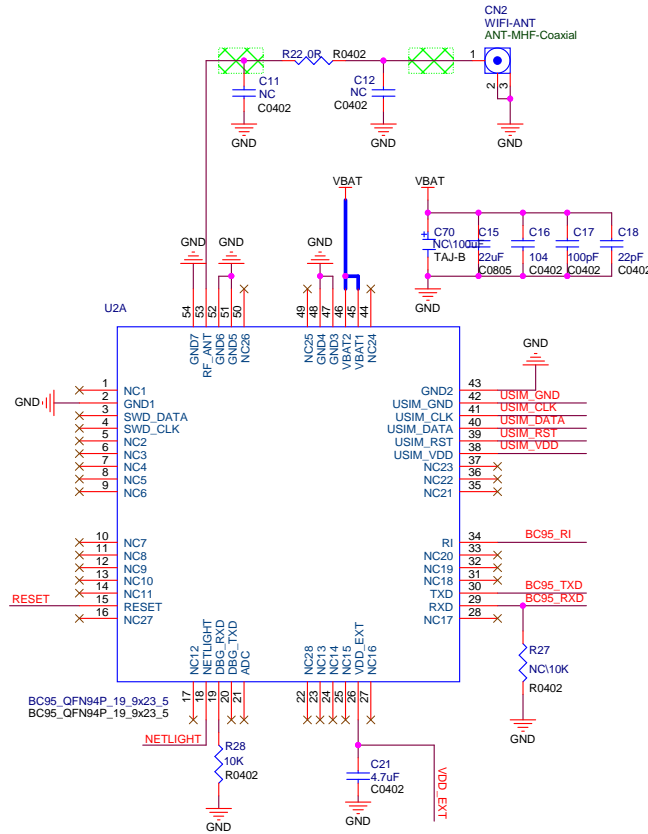 CN2
WIFI-ANT
ANT-MHF-Coaxial
R22 0R R0402
1
2
3
C11
NC
C0402
C12
NC
C0402
GND
GND
GND
VBAT
VBAT
C70
NC\100uF
TAJ-B
C15
22uF
C0805
C16
104
C0402
C17
100pF
C0402
C18
22pF
C0402
GND
GND
GND
GND
U2A
54
53
52
51
50
49
48
47
46
45
44
GND7
RF_ANT
GND6
GND5
NC26
NC25
GND4
GND3
VBAT2
VBAT1
NC24
GND
1 NC1
GND 2 GND1
3 SWD_DATA
4 SWD_CLK
5 NC2
6 NC3
7 NC4
8 NC5
9 NC6
10 NC7
11 NC8
12 NC9
13 NC10
14 NC11
RESET 15 RESET
16 NC27
GND2 43
USIM_GND 42 USIM_GND
USIM_CLK 41 USIM_CLK
USIM_DATA 40 USIM_DATA
USIM_RST 39 USIM_RST
USIM_VDD 38 USIM_VDD
NC23 37
NC22 36
NC21 35
RI 34 BC95_RI
NC20 33
NC19 32
NC18 31
TXD 30 BC95_TXD
RXD 29 BC95_RXD
NC17 28
NC12
NETLIGHT
DBG_RXD
DBG_TXD
ADC
NC28
NC13
NC14
NC15
VDD_EXT
NC16
17
18
19
20
21
22
23
24
25
26
27
BC95_QFN94P_19_9x23_5
BC95_QFN94P_19_9x23_5
NETLIGHT
R28
10K
R0402
GND
C21
4.7uF
C0402
GND
VDD_EXT
R27
NC\10K
R0402
GND